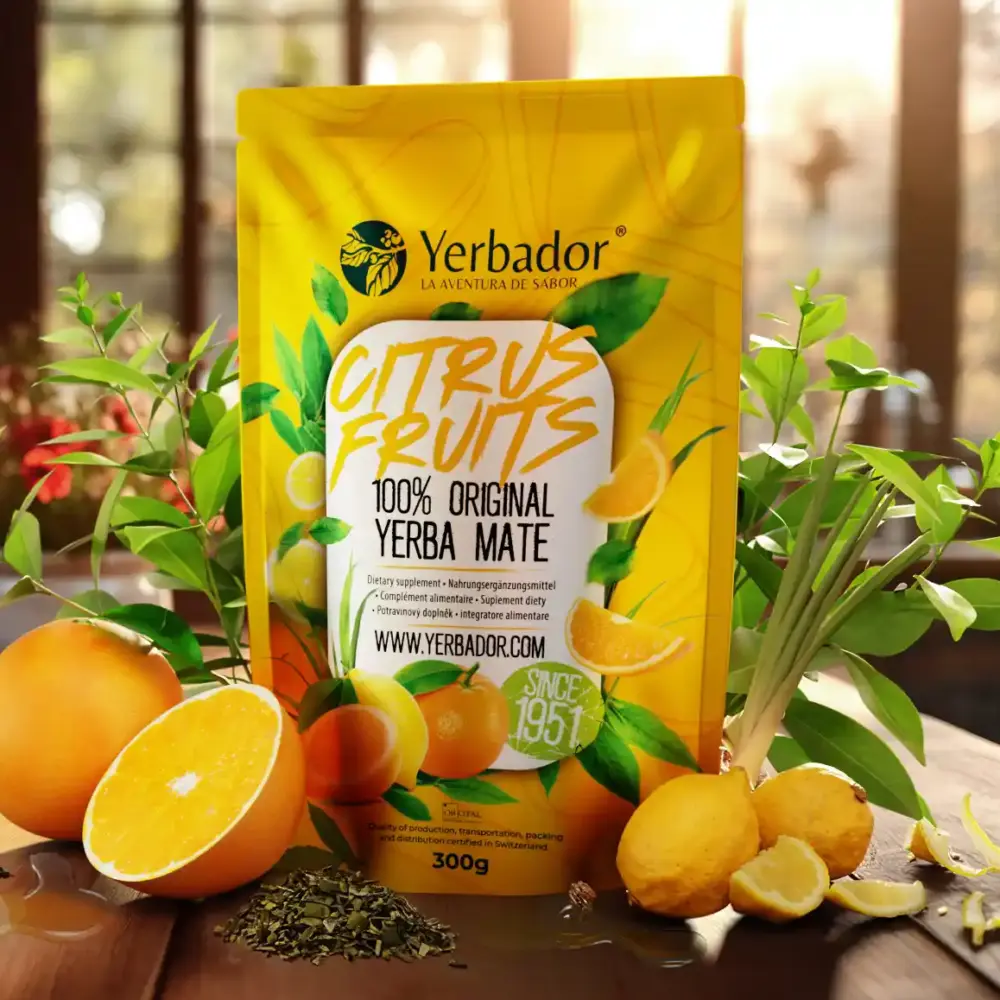 Yerbador®
LA AVENTURA DE SABOR
CITRUS
FRUITS
100% ORIGINAL
YERBA MATE
Dietary supplement • Nahrungsergänzungsmittel
• Complément alimentaire • Suplement diety
• Potravinový doplněk • integratore alimentare
WWW.YERBADOR.COM
SINCE
1951
Quality of production, transportation, packing
and distribution certified in Switzerland.
300g